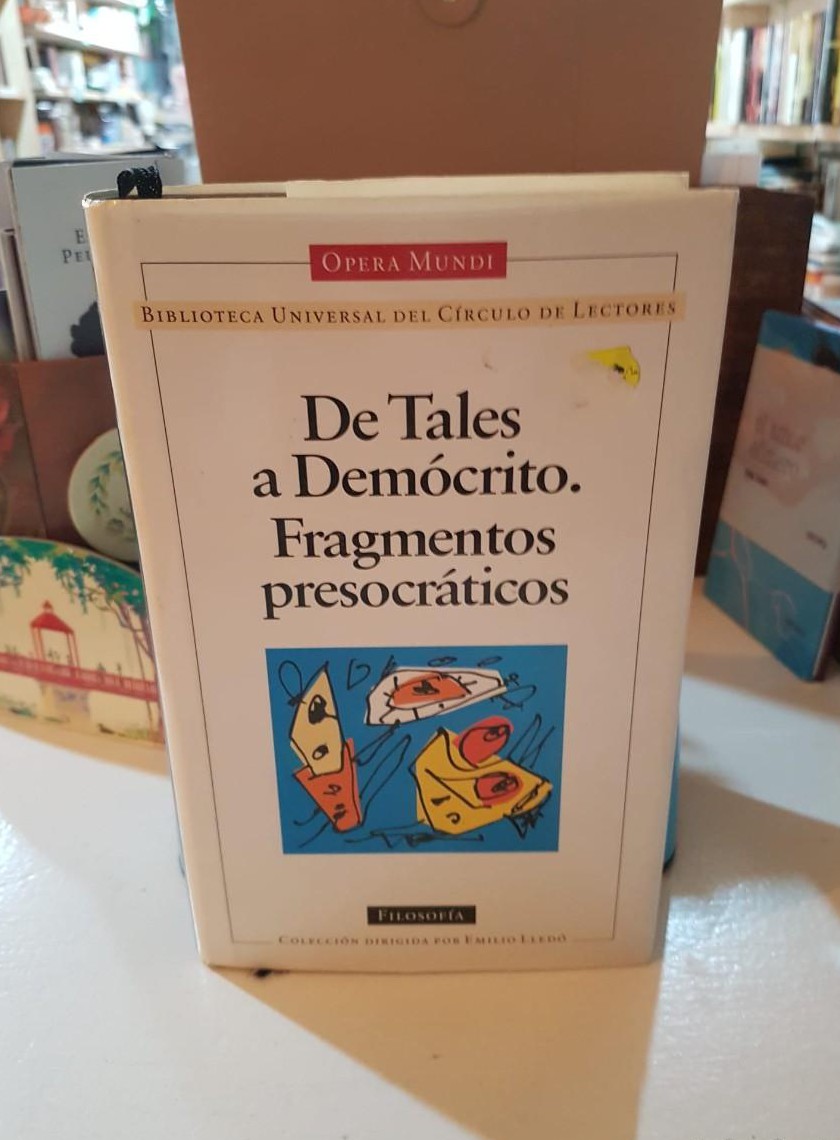 OPERA MUNDI
BIBLIOTECA UNIVERSAL DEL CÍRCULO DE LECTORES
De Tales
a Demócrito.
Fragmentos
presocráticos
FILOSOFÍA
COLECCIÓN DIRIGIDA POR EMILIO LLEDÓ